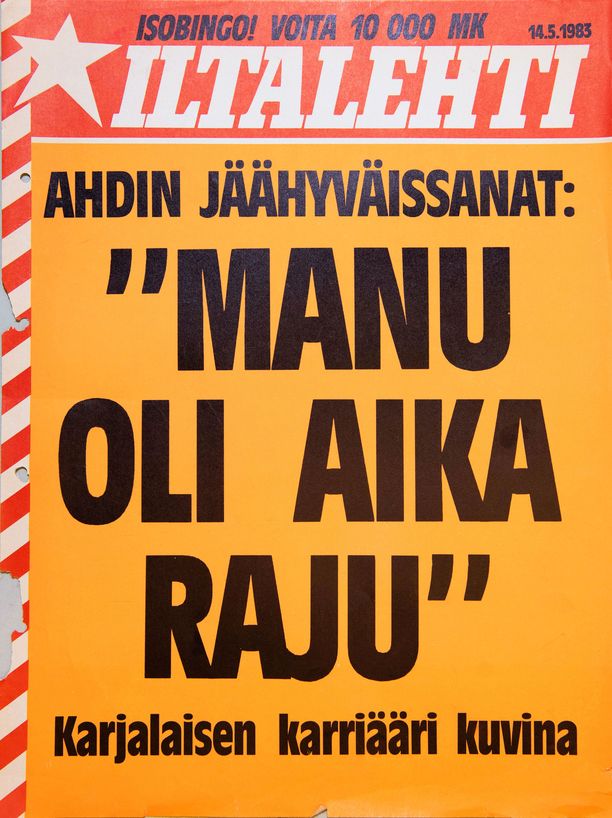 ISOBINGO! VOITA 10 000 MK
14.5.1983
ILTALEHTI
AHDIN JÄÄHYVÄISSANAT:
"MANU
OLI AIKA
RAJU"
Karjalaisen karriääri kuvina